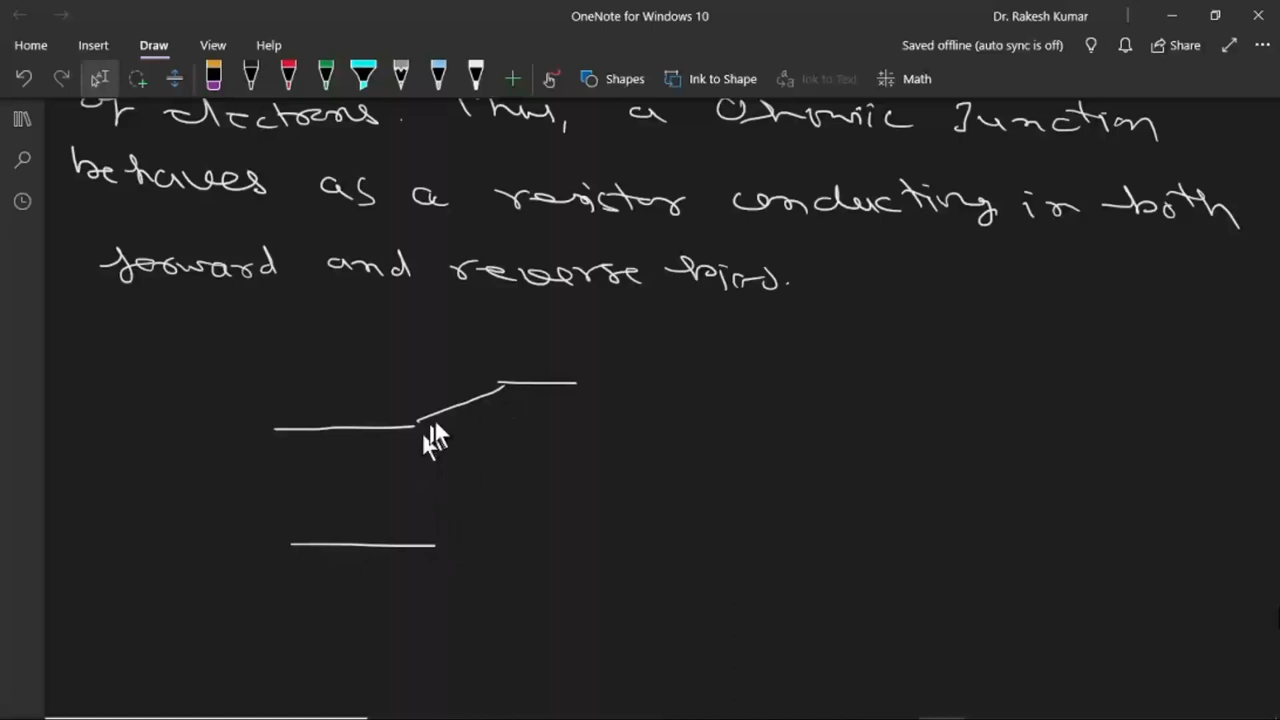 OneNote for Windows 10
Dr. Rakesh Kumar
Home Insert Draw View Help
Saved offline (auto sync is off) Share
Shapes Ink to Shape Ink to Text Math
of electrons. Thus, a Ohmic Junction
behaves as a resistor conducting in both
forward and reverse bias.